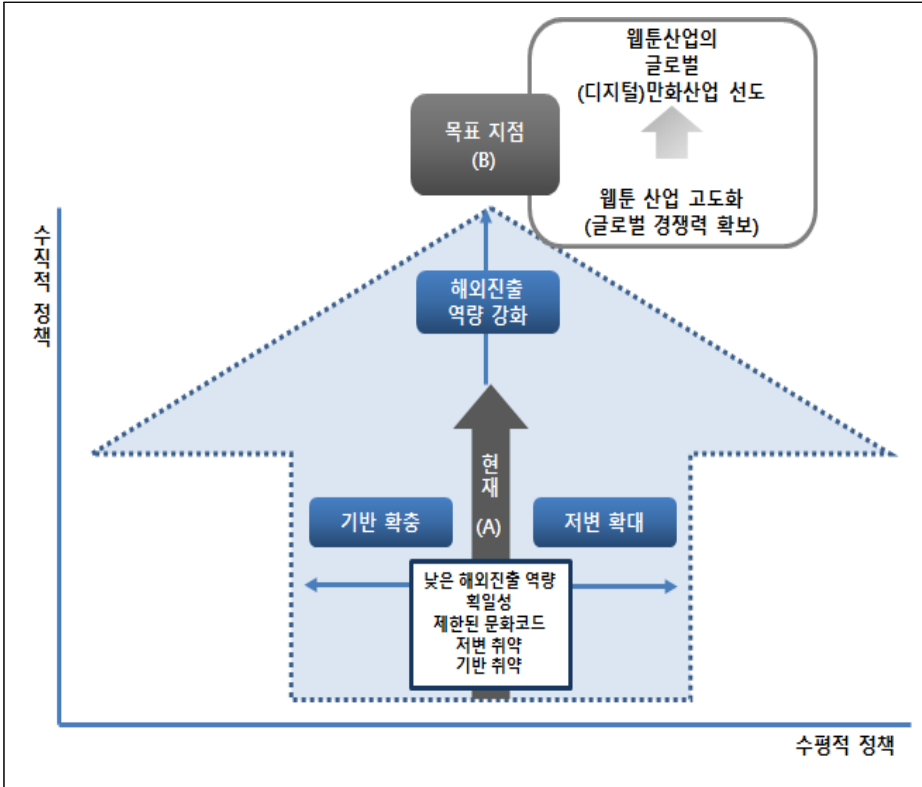 웹툰산업의
글로벌
(디지털)만화산업 선도
목표 지점
(B)
웹툰 산업 고도화
(글로벌 경쟁력 확보)
수직적 정책
해외진출
역량 강화
현재
(A)
기반 확충
저변 확대
낮은 해외진출 역량
획일성
제한된 문화코드
저변 취약
기반 취약
수평적 정책